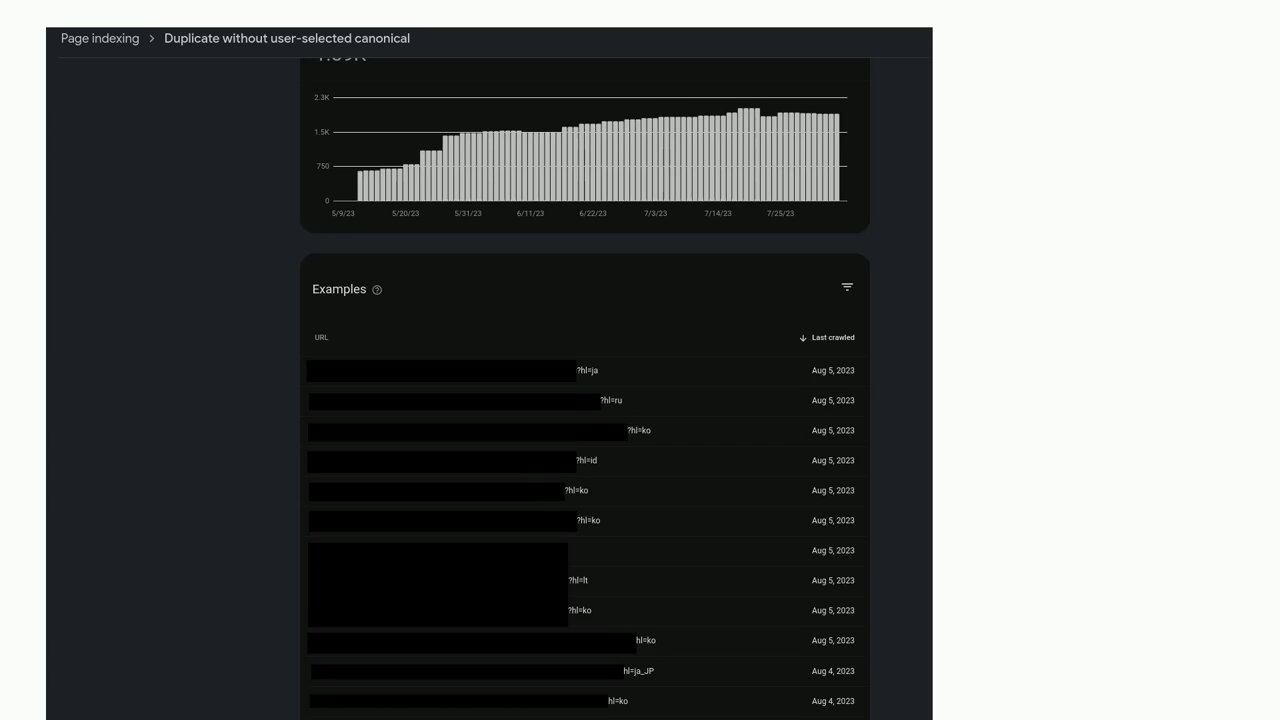 Page indexing > Duplicate without user-selected canonical
2.3K
1.5K
750
0
5/9/23 5/20/23 5/31/23 6/11/23 6/22/23 7/3/23 7/14/23 7/25/23
Examples
URL Last crawled
?hl=ja Aug 5, 2023
?hl=ru Aug 5, 2023
?hl=ko Aug 5, 2023
?hl=id Aug 5, 2023
?hl=ko Aug 5, 2023
?hl=ko Aug 5, 2023
Aug 5, 2023
?hl=lt Aug 5, 2023
?hl=ko Aug 5, 2023
hl=ko Aug 5, 2023
hl=ja_JP Aug 4, 2023
hl=ko Aug 4, 2023